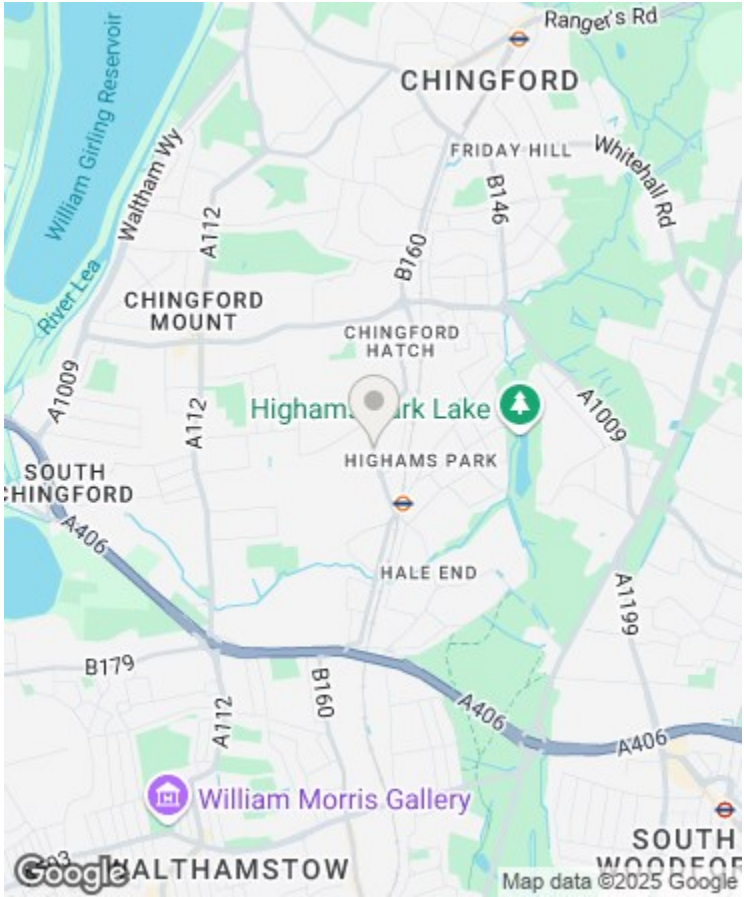 Ranger's Rd
CHINGFORD
William Girling Reservoir
Waltham Wy
FRIDAY HILL
Whitehall Rd
B146
A112
B160
River Lea
CHINGFORD
MOUNT
CHINGFORD
HATCH
A1009
A112
Highams Park Lake
A1009
HIGHAMS PARK
SOUTH
CHINGFORD
A406
HALE END
A1199
B179
B160
A112
A406
A406
William Morris Gallery
SOUTH
WALTHAMSTOW
Google
Map data ©2025 Google